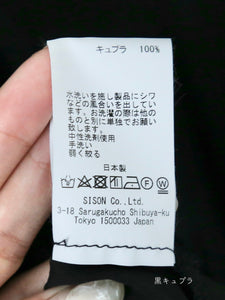 キュプラ 100%
水洗いを施し製品にシワ
などの風合いを出してい
ます。お洗濯の際は他の
ものと別に単独でお願い
致します。
中性洗剤使用
手洗い
弱く絞る
日本製
SISON Co.,Ltd.
3-18 Sarugakucho Shibuya-ku
Tokyo 1500033 Japan
黒キュプラ